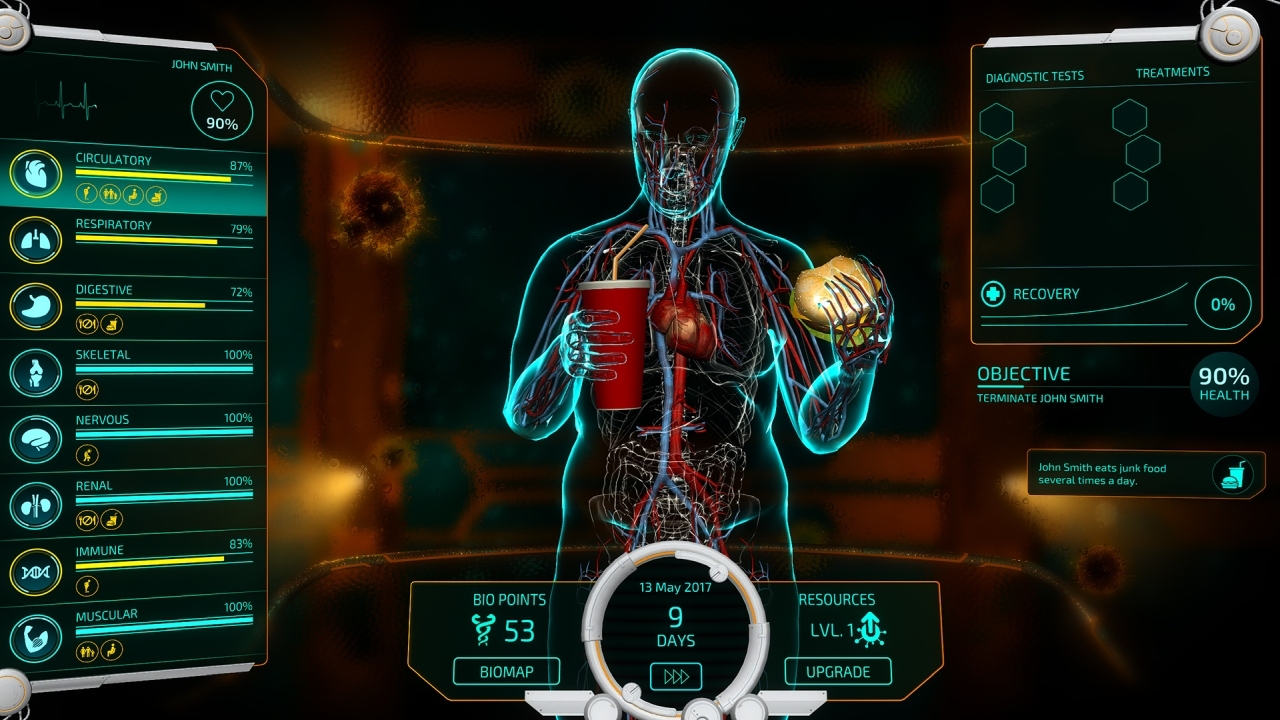 JOHN SMITH
90%
CIRCULATORY
87%
RESPIRATORY
79%
DIGESTIVE
72%
SKELETAL
100%
NERVOUS
100%
RENAL
100%
IMMUNE
83%
MUSCULAR
100%
DIAGNOSTIC TESTS
TREATMENTS
RECOVERY
0%
OBJECTIVE
TERMINATE JOHN SMITH
90%
HEALTH
John Smith eats junk food
several times a day.
BIO POINTS
53
BIOMAP
13 May 2017
9
DAYS
RESOURCES
LVL. 1
UPGRADE